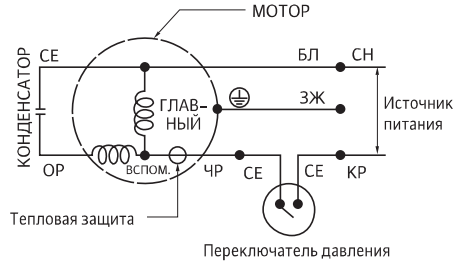 МОТОР
СЕ
БЛ
СН
КОНДЕНСАТОР
ГЛАВ-
НЫЙ
ЗЖ
Источник
питания
ОР
ВСПОМ.
ЧР
СЕ
СЕ
КР
Тепловая защита
Переключатель давления